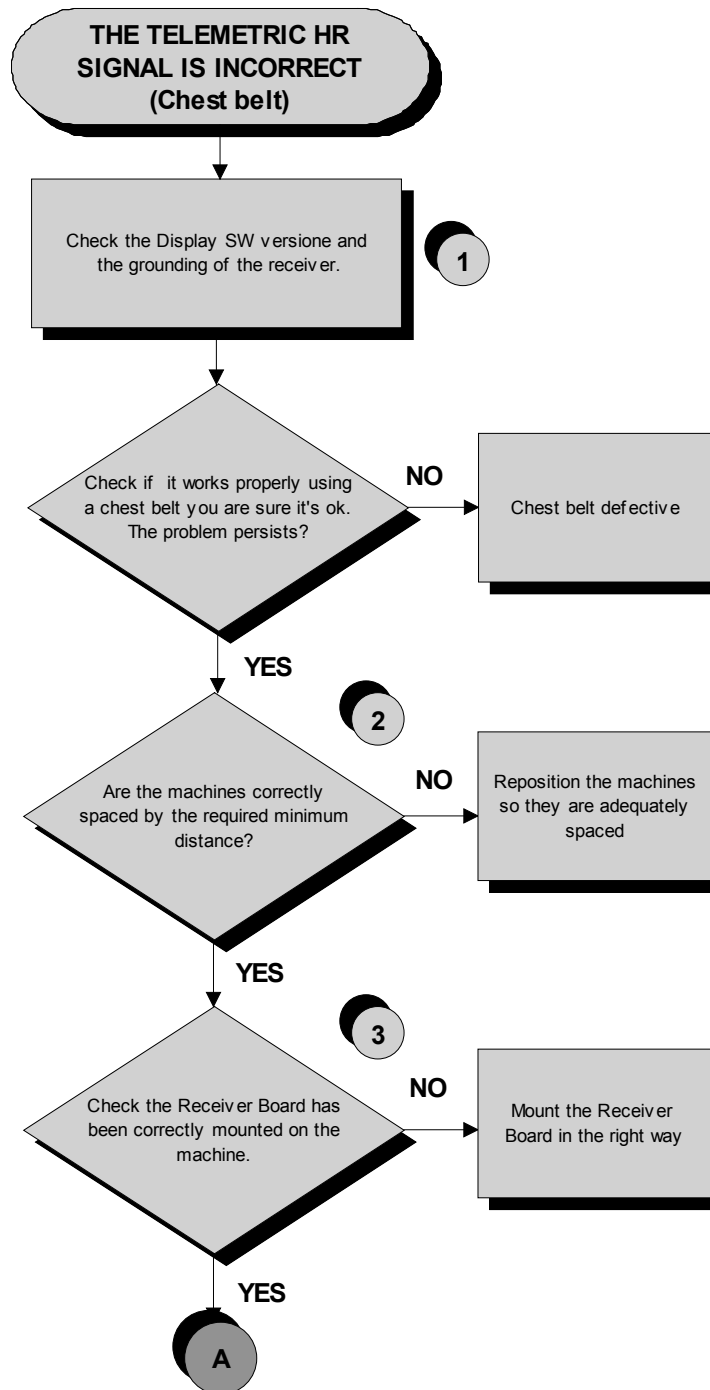 THE TELEMETRIC HR
SIGNAL IS INCORRECT
(Chest belt)
Check the Display SW versione and
the grounding of the receiver.
1
Check if it works properly using
a chest belt you are sure it's ok.
The problem persists?
NO
Chest belt defective
YES
2
Are the machines correctly
spaced by the required minimum
distance?
NO
Reposition the machines
so they are adequately
spaced
YES
3
Check the Receiver Board has
been correctly mounted on the
machine.
NO
Mount the Receiver
Board in the right way
YES
A